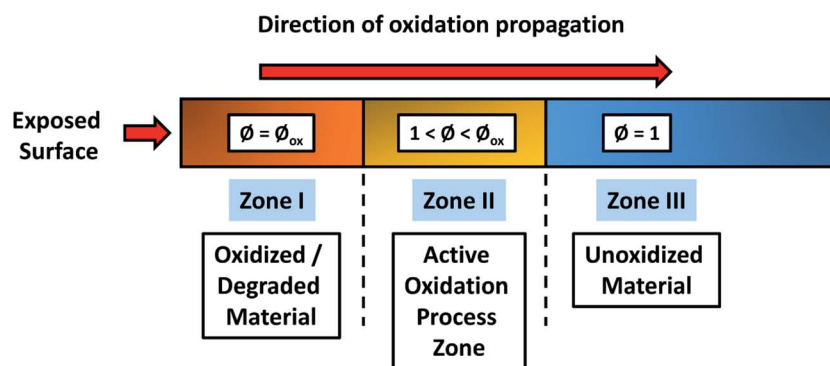 Direction of oxidation propagation
Exposed
Surface
Ø = Øox
1 < Ø < Øox
Ø = 1
Zone I
Zone II
Zone III
Oxidized /
Degraded
Material
Active
Oxidation
Process
Zone
Unoxidized
Material